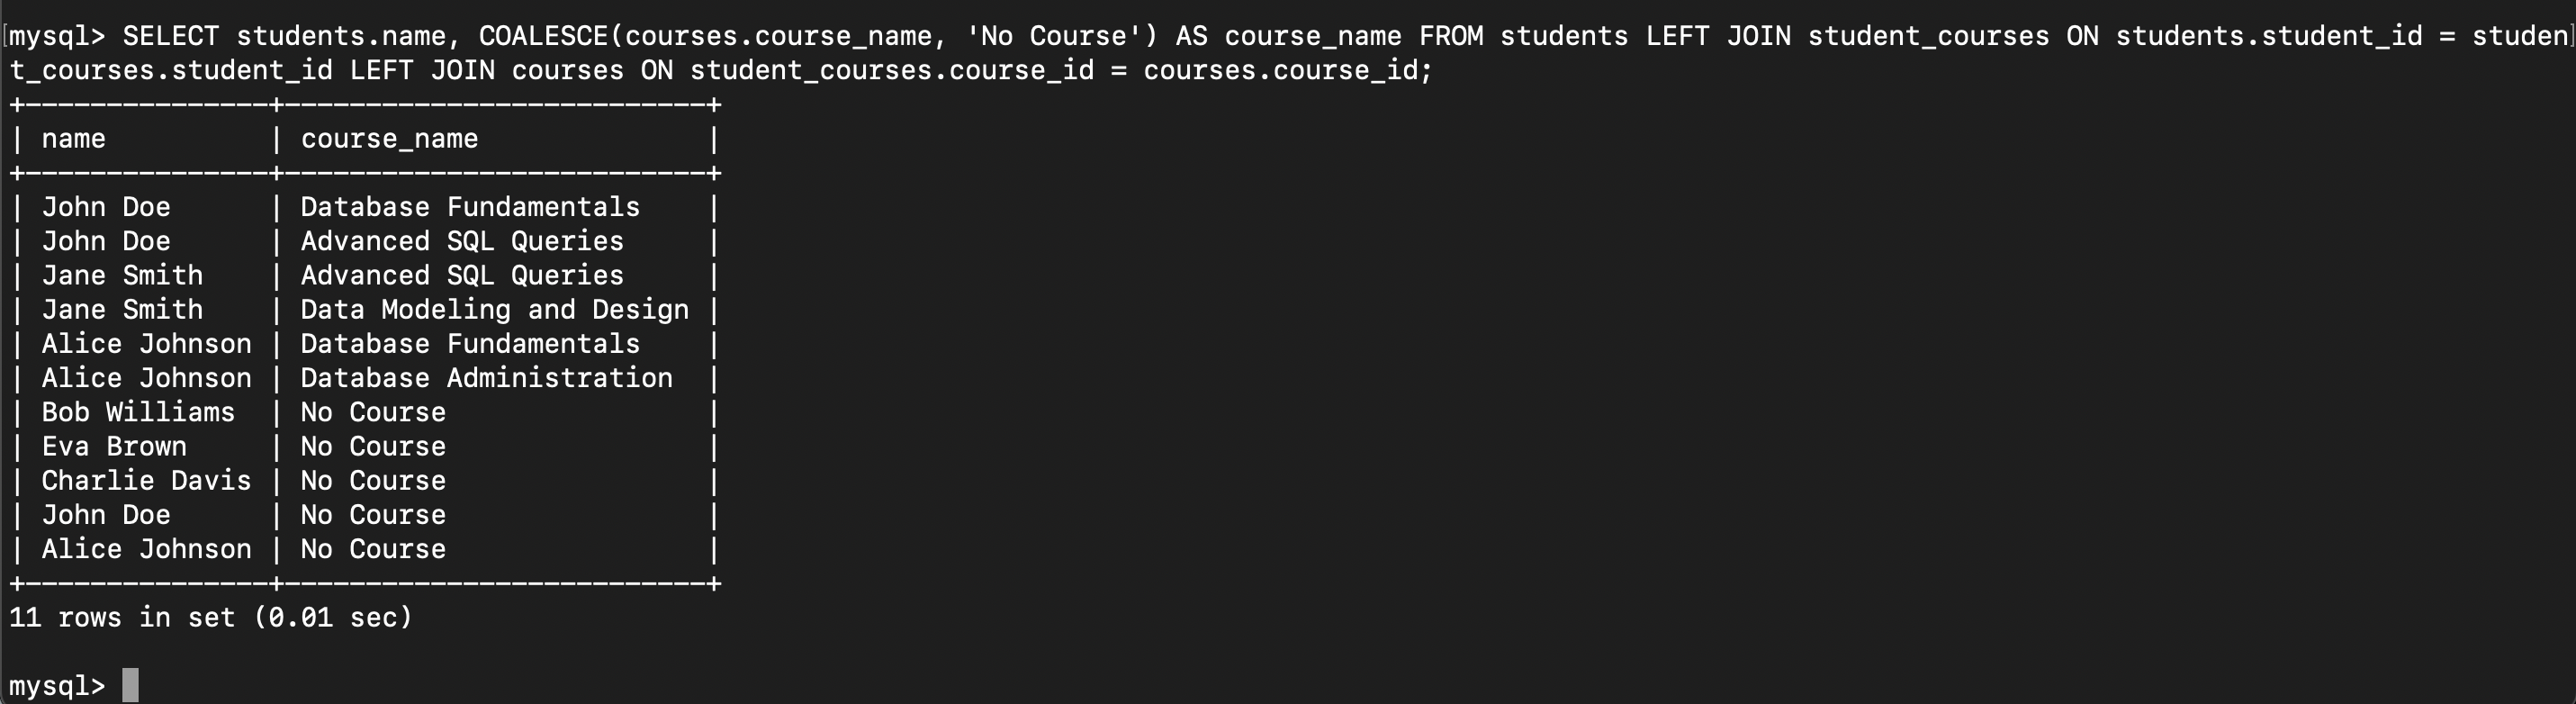 mysql> SELECT students.name, COALESCE(courses.course_name, 'No Course') AS course_name FROM students LEFT JOIN student_courses ON students.student_id = studen
t_courses.student_id LEFT JOIN courses ON student_courses.course_id = courses.course_id;
+---------------+--------------------------+
| name          | course_name              |
+---------------+--------------------------+
| John Doe      | Database Fundamentals    |
| John Doe      | Advanced SQL Queries     |
| Jane Smith    | Advanced SQL Queries     |
| Jane Smith    | Data Modeling and Design |
| Alice Johnson | Database Fundamentals    |
| Alice Johnson | Database Administration  |
| Bob Williams  | No Course                |
| Eva Brown     | No Course                |
| Charlie Davis | No Course                |
| John Doe      | No Course                |
| Alice Johnson | No Course                |
+---------------+--------------------------+
11 rows in set (0.01 sec)
mysql>